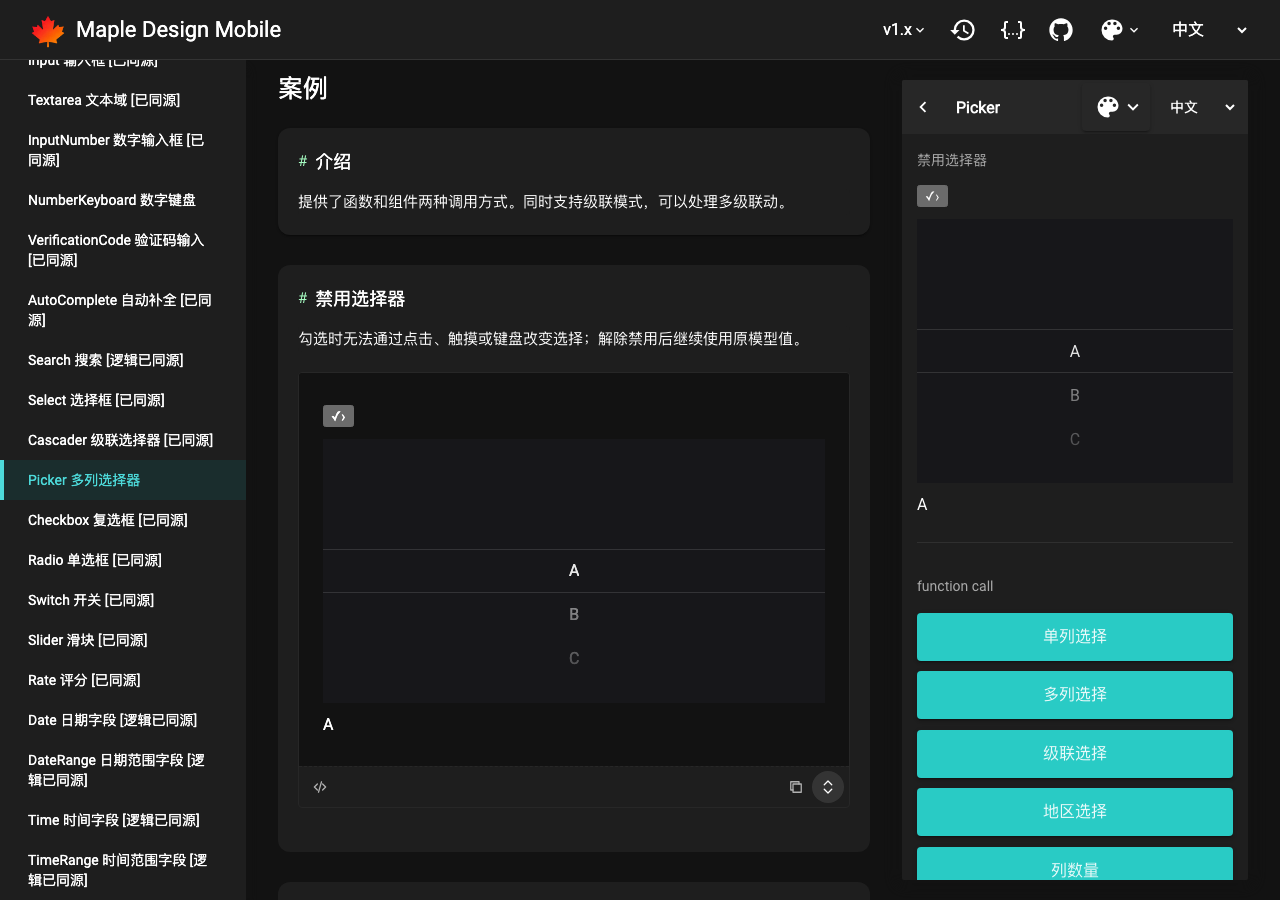 Maple Design Mobile
v1.x
中文
Input 输入框 [已同源]
Textarea 文本域 [已同源]
InputNumber 数字输入框 [已
同源]
NumberKeyboard 数字键盘
VerificationCode 验证码输入
[已同源]
AutoComplete 自动补全 [已同
源]
Search 搜索 [逻辑已同源]
Select 选择框 [已同源]
Cascader 级联选择器 [已同源]
Picker 多列选择器
Checkbox 复选框 [已同源]
Radio 单选框 [已同源]
Switch 开关 [已同源]
Slider 滑块 [已同源]
Rate 评分 [已同源]
Date 日期字段 [逻辑已同源]
DateRange 日期范围字段 [逻
辑已同源]
Time 时间字段 [逻辑已同源]
TimeRange 时间范围字段 [逻
辑已同源]
案例
# 介绍
提供了函数和组件两种调用方式。同时支持级联模式，可以处理多级联动。
# 禁用选择器
勾选时无法通过点击、触摸或键盘改变选择；解除禁用后继续使用原模型值。
A
B
C
A
Picker
中文
禁用选择器
A
B
C
A
function call
单列选择
多列选择
级联选择
地区选择
列数量